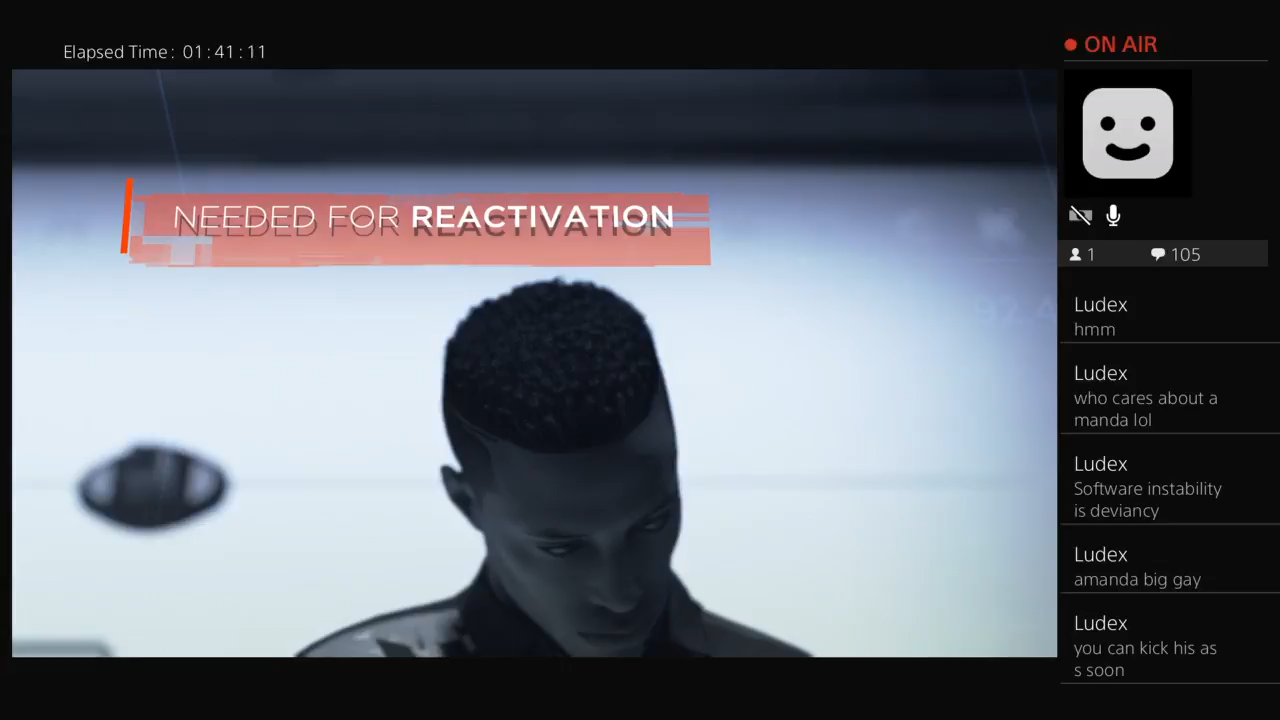 Elapsed Time: 01:41:11
ON AIR
NEEDED FOR REACTIVATION
1 105
Ludex
hmm
Ludex
who cares about a
manda lol
Ludex
Software instability
is deviancy
Ludex
amanda big gay
Ludex
you can kick his as
s soon